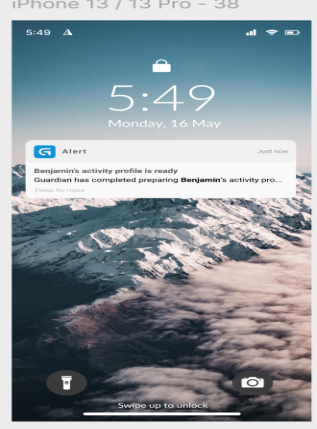 iPhone 13 / 13 Pro - 38
5:49
5:49
Monday, 16 May
Alert
Just now
Benjamin's activity profile is ready
Guardian has completed preparing Benjamin's activity pro...
Press for more
Swipe up to unlock